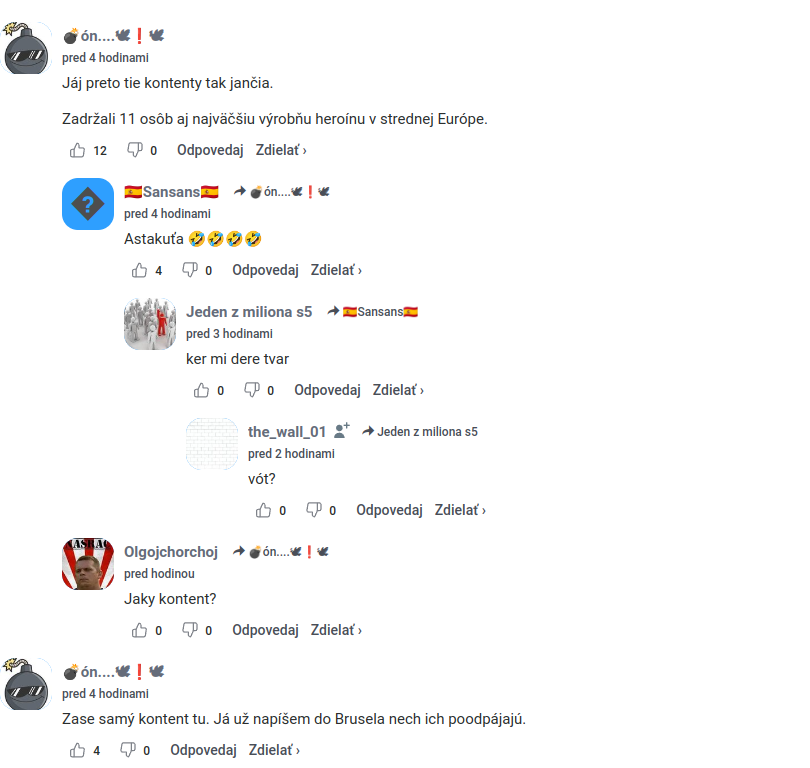 💣ón....🕊❗🕊
pred 4 hodinami
Jáj preto tie kontenty tak jančia.
Zadržali 11 osôb aj najväčšiu výrobňu heroínu v strednej Európe.
12 0 Odpovedaj Zdielať ›
🇪🇸Sansans🇪🇸 💣ón....🕊❗🕊
pred 4 hodinami
Astakuťa 🤣🤣🤣🤣
4 0 Odpovedaj Zdielať ›
Jeden z miliona s5 🇪🇸Sansans🇪🇸
pred 3 hodinami
ker mi dere tvar
0 0 Odpovedaj Zdielať ›
the_wall_01 Jeden z miliona s5
pred 2 hodinami
vót?
0 0 Odpovedaj Zdielať ›
Olgojchorchoj 💣ón....🕊❗🕊
pred hodinou
Jaky kontent?
0 0 Odpovedaj Zdielať ›
💣ón....🕊❗🕊
pred 4 hodinami
Zase samý kontent tu. Já už napíšem do Brusela nech ich poodpájajú.
4 0 Odpovedaj Zdielať ›